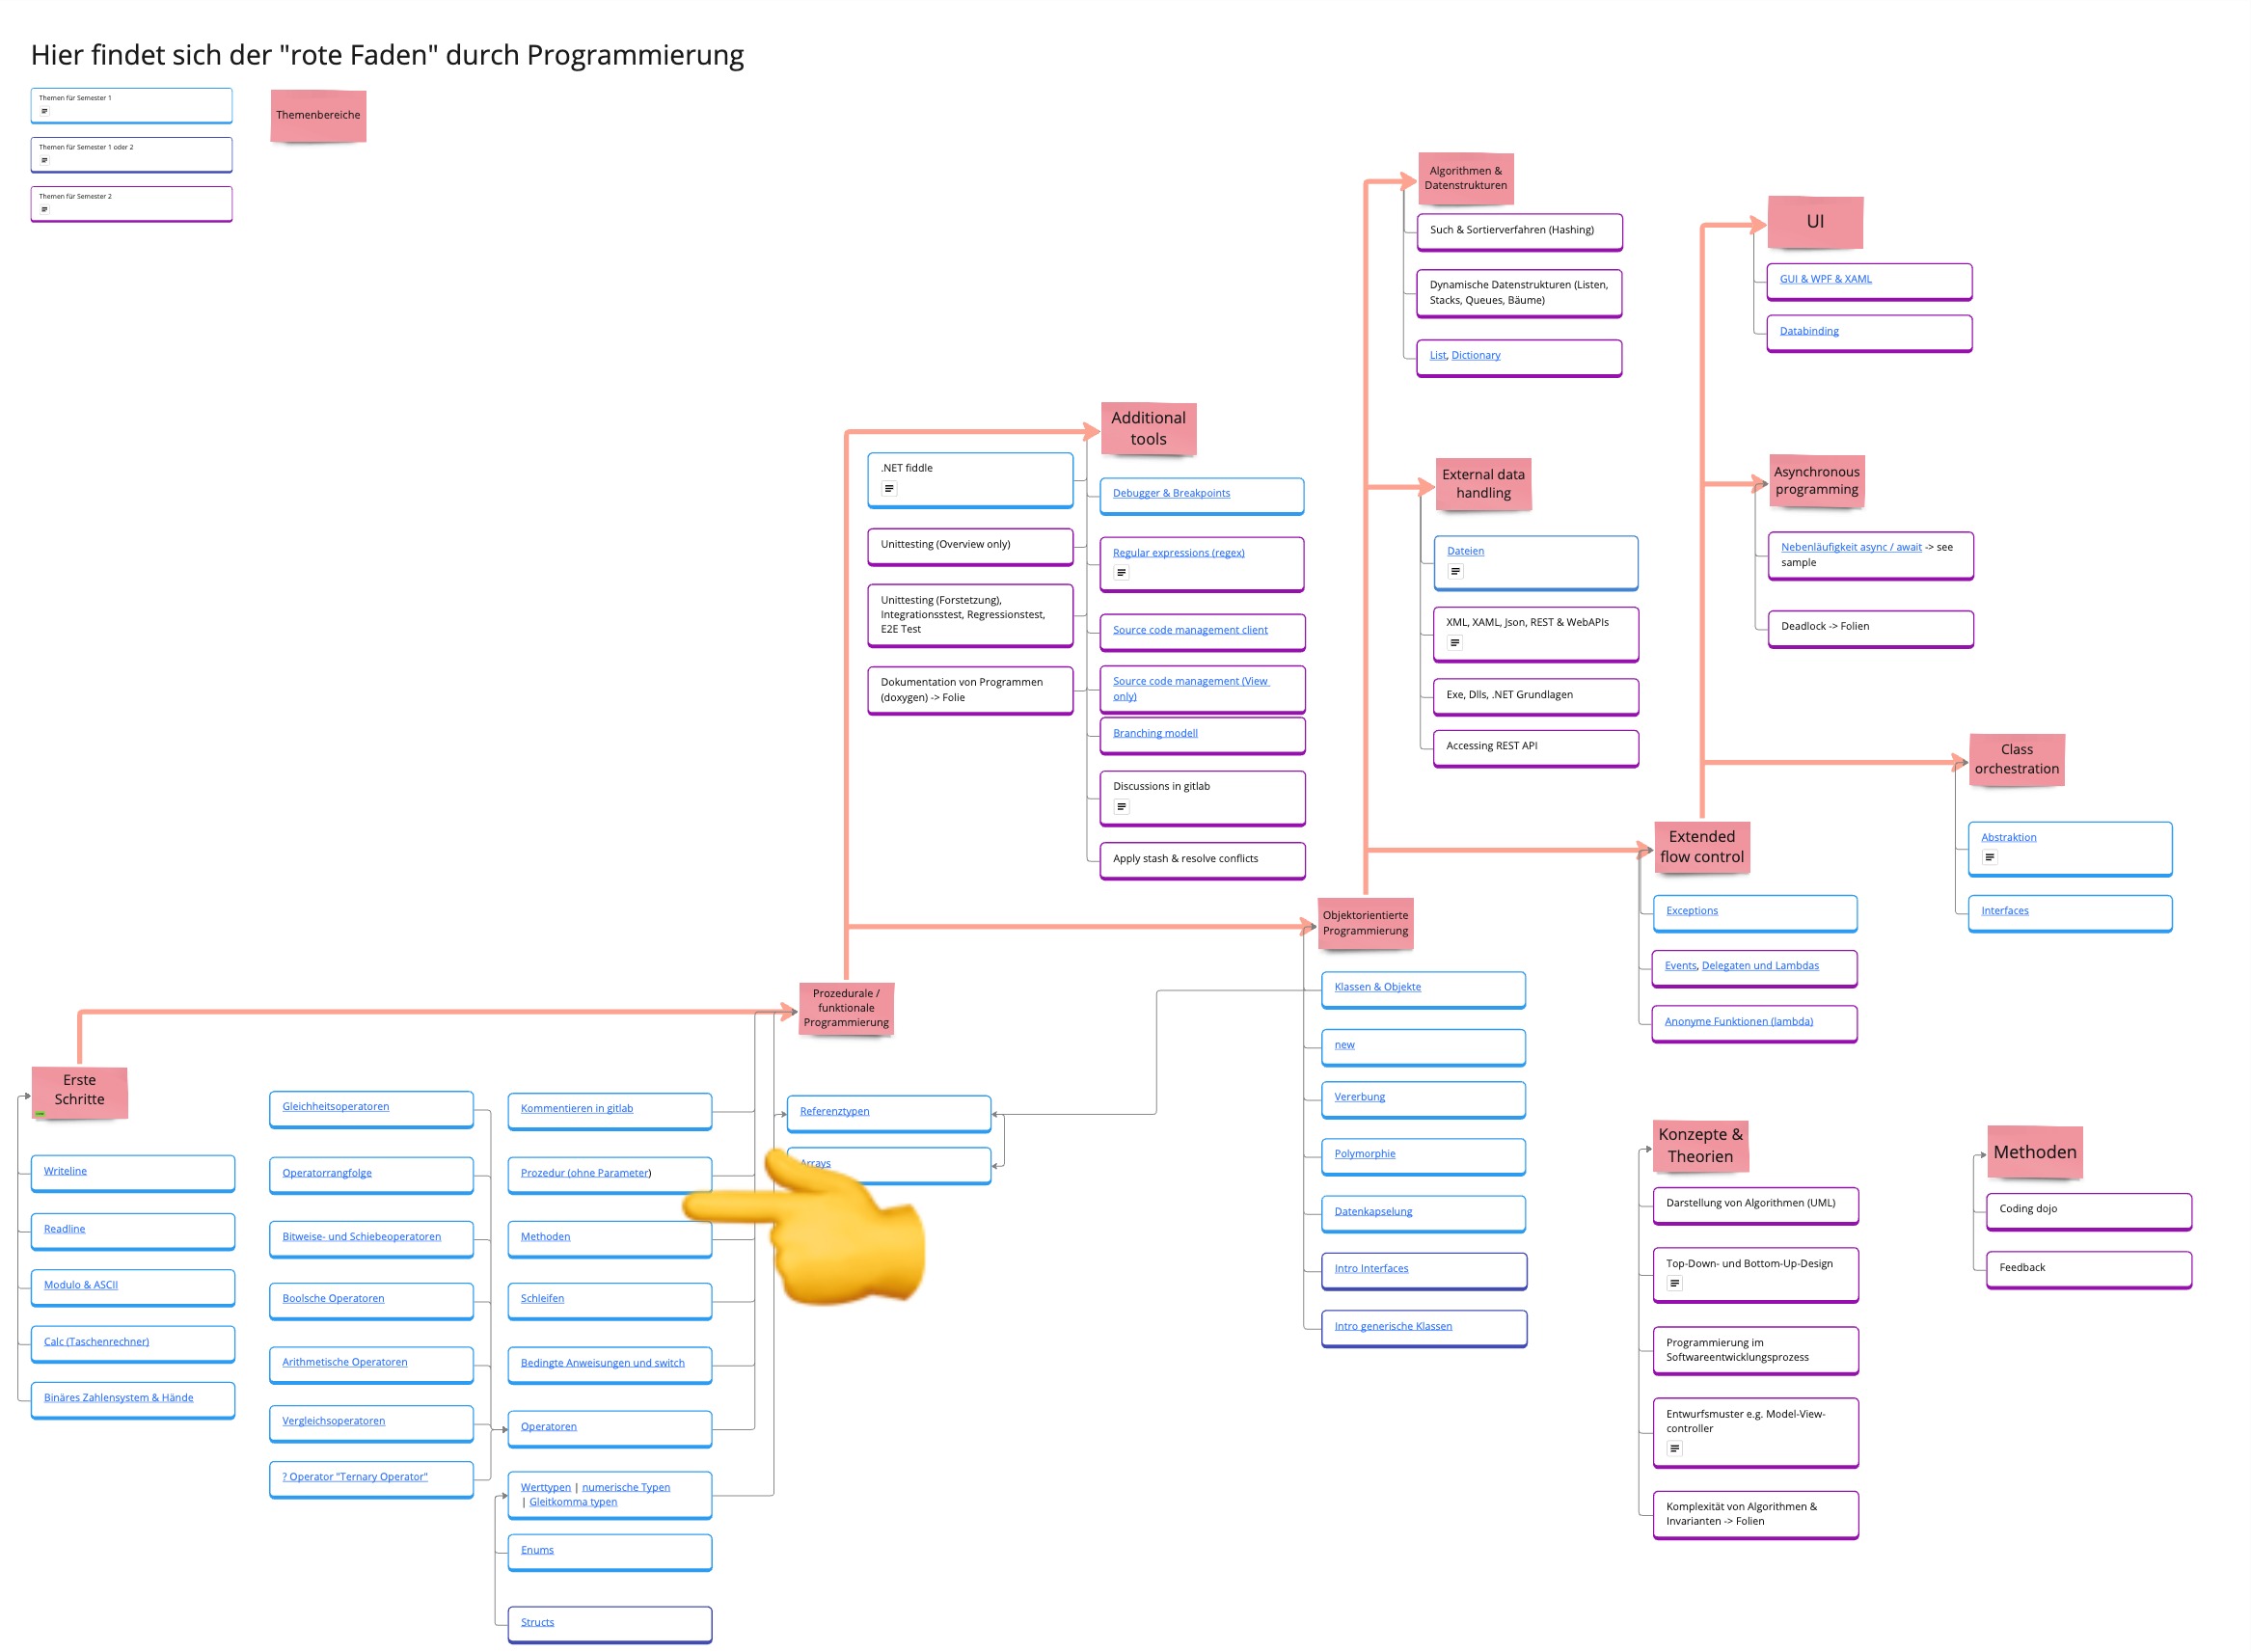 Hier findet sich der "rote Faden" durch Programmierung
Themen für Semester 1
Themen für Semester 1 oder 2
Themen für Semester 2
Themenbereiche
Erste
Schritte
Writeline
Readline
Modulo & ASCII
Calc (Taschenrechner)
Binäres Zahlensystem & Hände
Gleichheitsoperatoren
Operatorrangfolge
Bitweise- und Schiebeoperatoren
Boolsche Operatoren
Arithmetische Operatoren
Vergleichsoperatoren
? Operator "Ternary Operator"
Kommentieren in gitlab
Prozedur (ohne Parameter)
Methoden
Schleifen
Bedingte Anweisungen und switch
Operatoren
Werttypen | numerische Typen
| Gleitkomma typen
Enums
Structs
Prozedurale /
funktionale
Programmierung
Referenztypen
Arrays
Additional
tools
.NET fiddle
Unittesting (Overview only)
Unittesting (Forstetzung),
Integrationsstest, Regressionstest,
E2E Test
Dokumentation von Programmen
(doxygen) -> Folie
Debugger & Breakpoints
Regular expressions (regex)
Source code management client
Source code management (View
only)
Branching modell
Discussions in gitlab
Apply stash & resolve conflicts
Objektorientierte
Programmierung
Klassen & Objekte
new
Vererbung
Polymorphie
Datenkapselung
Intro Interfaces
Intro generische Klassen
Algorithmen &
Datenstrukturen
Such & Sortierverfahren (Hashing)
Dynamische Datenstrukturen (Listen,
Stacks, Queues, Bäume)
List, Dictionary
External data
handling
Dateien
XML, XAML, Json, REST & WebAPIs
Exe, Dlls, .NET Grundlagen
Accessing REST API
Extended
flow control
Exceptions
Events, Delegaten und Lambdas
Anonyme Funktionen (lambda)
UI
GUI & WPF & XAML
Databinding
Asynchronous
programming
Nebenläufigkeit async / await -> see
sample
Deadlock -> Folien
Class
orchestration
Abstraktion
Interfaces
Konzepte &
Theorien
Darstellung von Algorithmen (UML)
Top-Down- und Bottom-Up-Design
Programmierung im
Softwareentwicklungsprozess
Entwurfsmuster e.g. Model-View-
controller
Komplexität von Algorithmen &
Invarianten -> Folien
Methoden
Coding dojo
Feedback